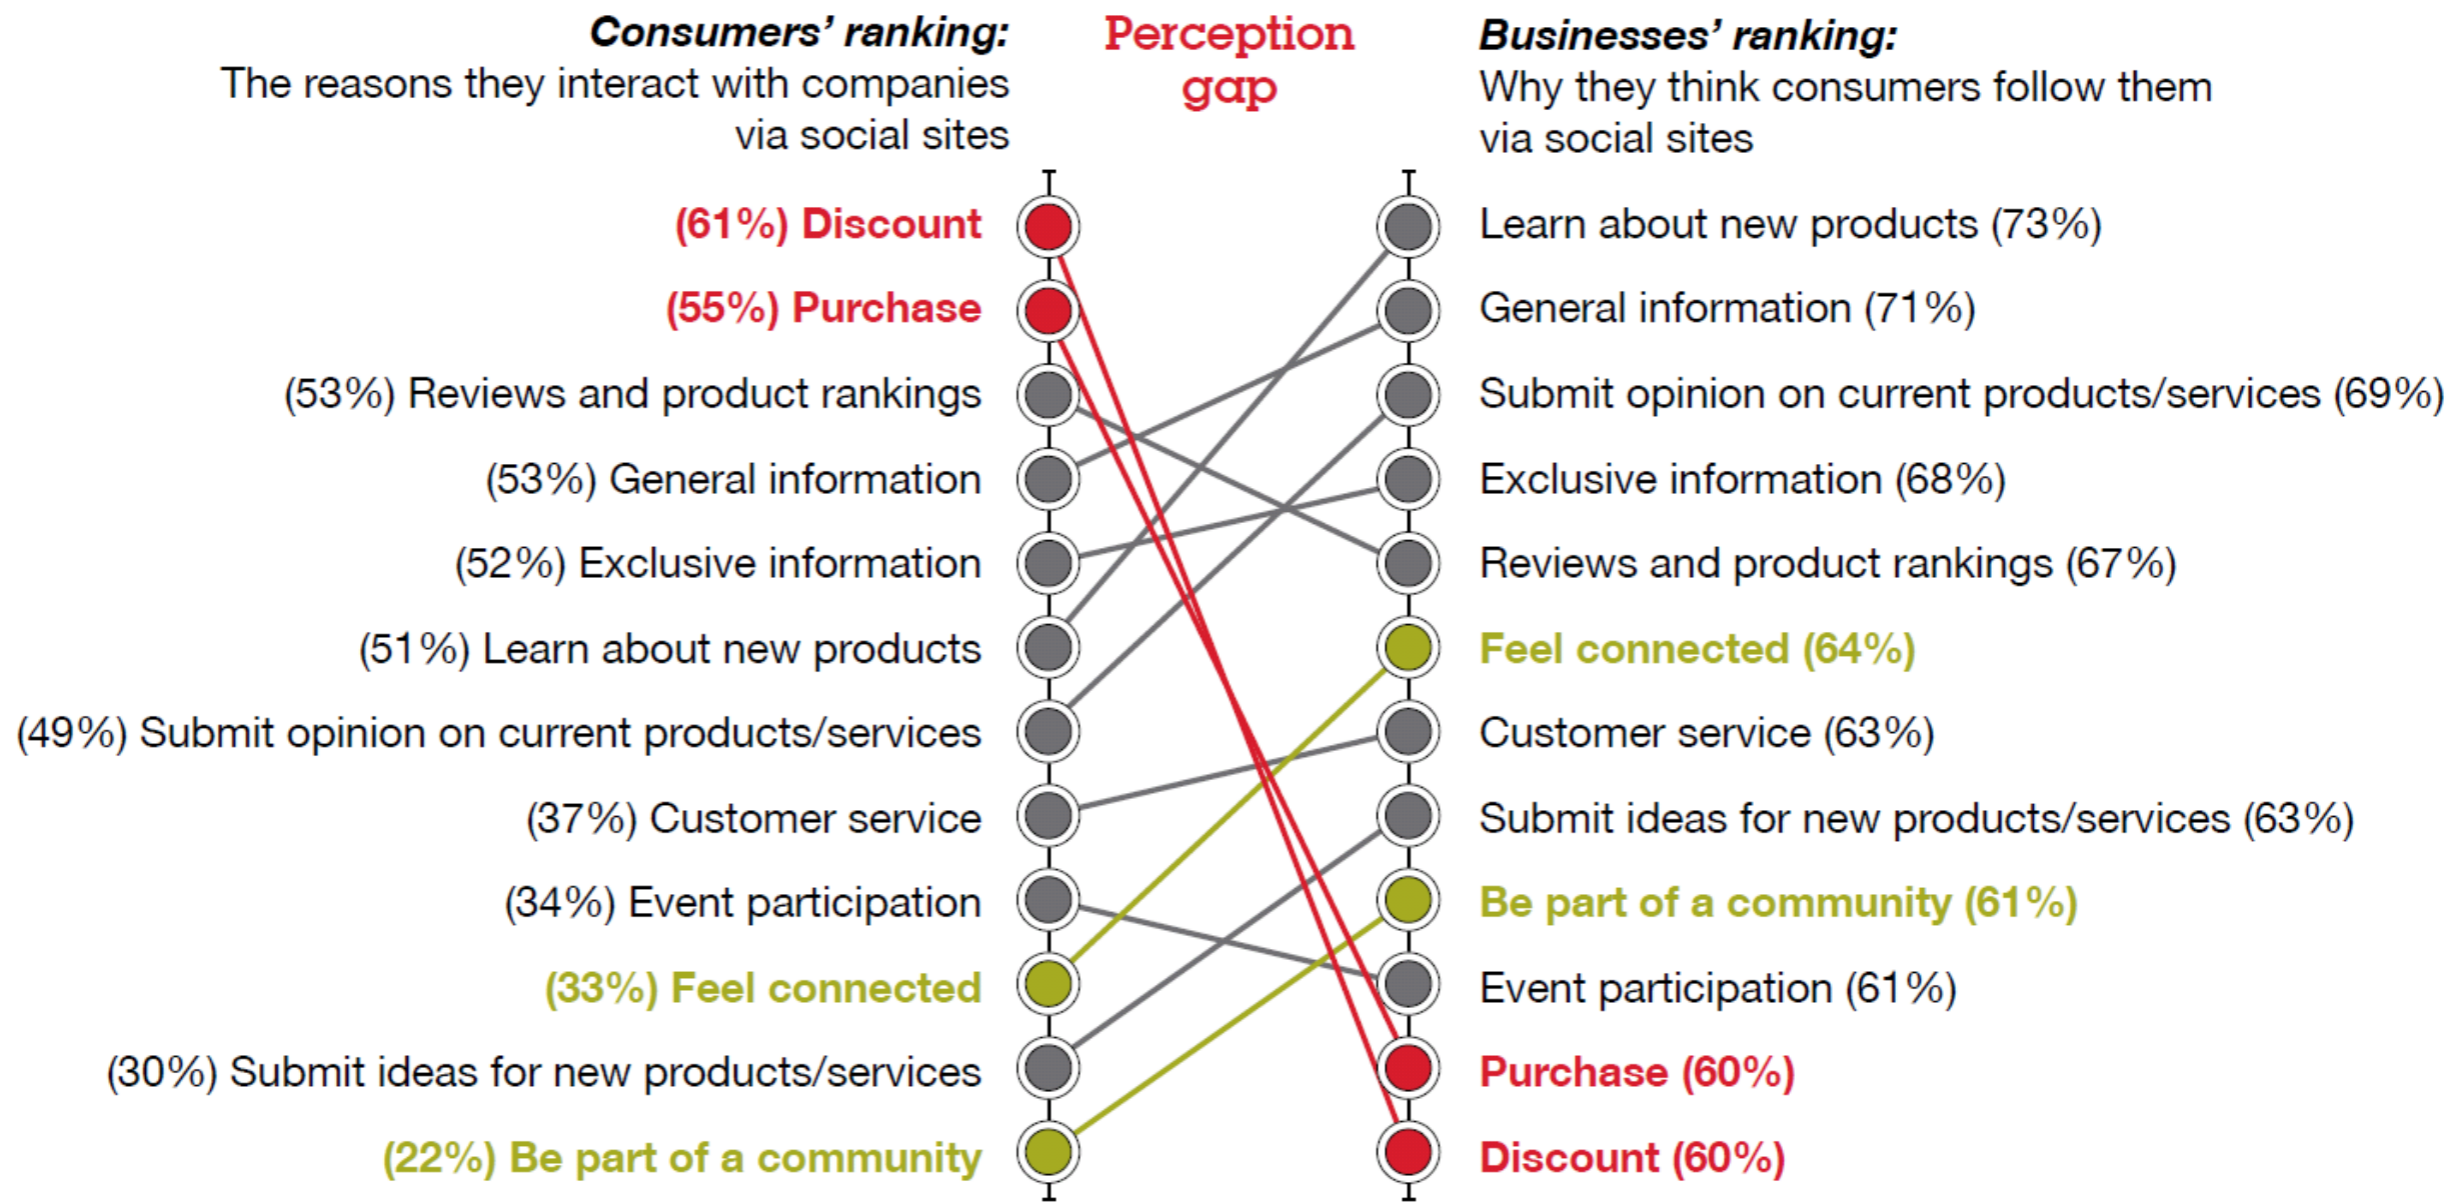 Consumers’ ranking:
The reasons they interact with companies
via social sites
Perception
gap
Businesses’ ranking:
Why they think consumers follow them
via social sites
(61%) Discount
(55%) Purchase
(53%) Reviews and product rankings
(53%) General information
(52%) Exclusive information
(51%) Learn about new products
(49%) Submit opinion on current products/services
(37%) Customer service
(34%) Event participation
(33%) Feel connected
(30%) Submit ideas for new products/services
(22%) Be part of a community
Learn about new products (73%)
General information (71%)
Submit opinion on current products/services (69%)
Exclusive information (68%)
Reviews and product rankings (67%)
Feel connected (64%)
Customer service (63%)
Submit ideas for new products/services (63%)
Be part of a community (61%)
Event participation (61%)
Purchase (60%)
Discount (60%)